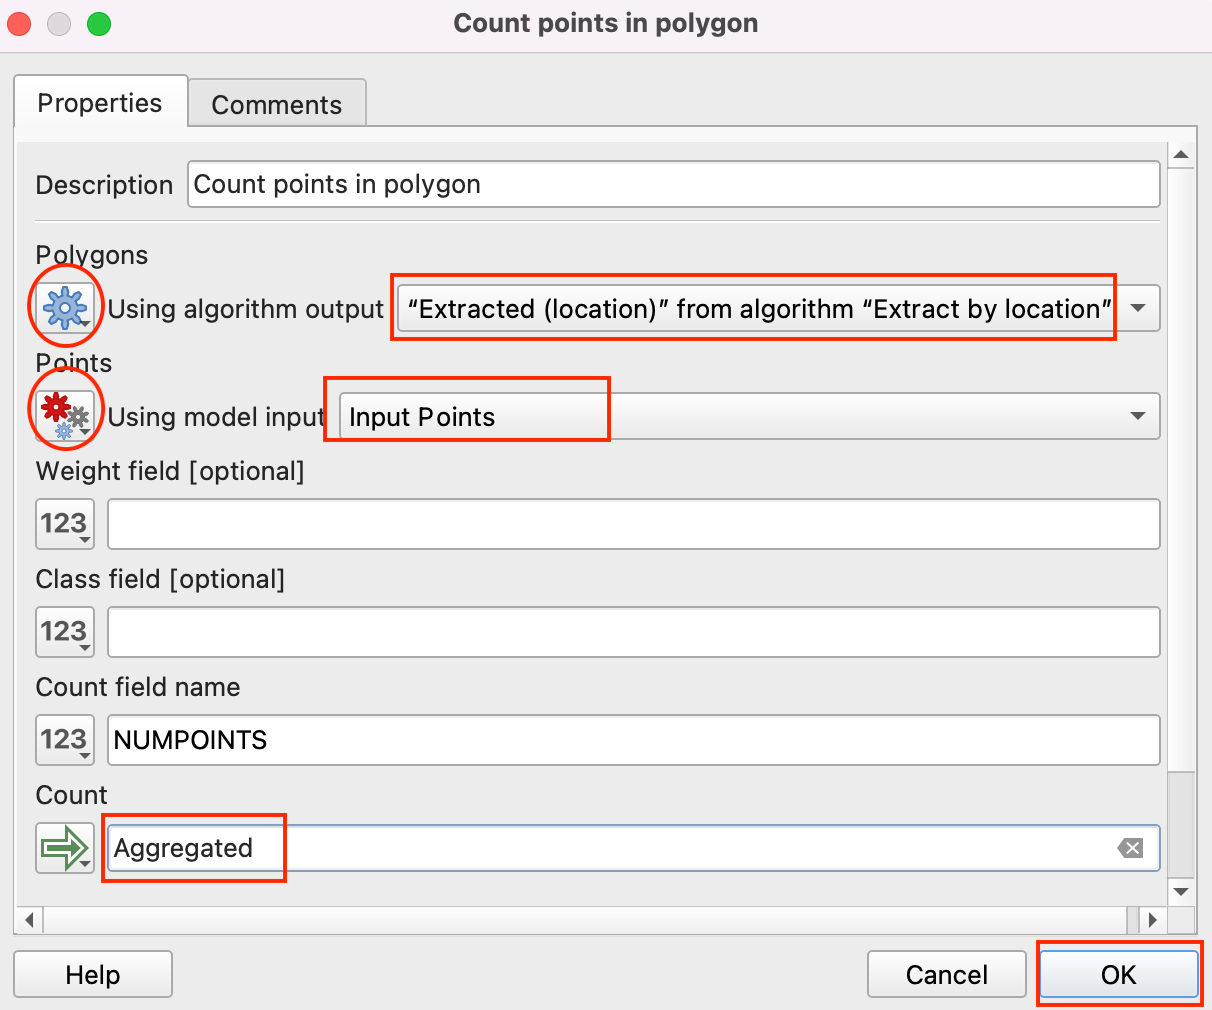 Count points in polygon
Properties
Comments
Description
Count points in polygon
Polygons
Using algorithm output
“Extracted (location)” from algorithm “Extract by location”
Points
Using model input
Input Points
Weight field [optional]
123
Class field [optional]
123
Count field name
123
NUMPOINTS
Count
Aggregated
Help
Cancel
OK